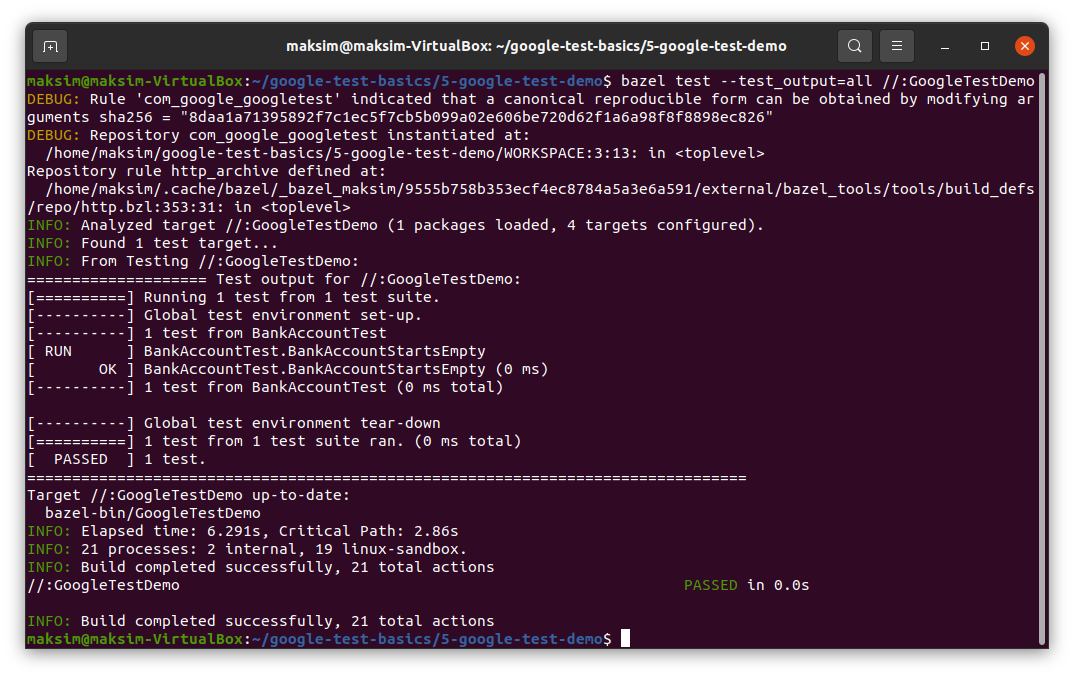 maksim@maksim-VirtualBox: ~/google-test-basics/5-google-test-demo
maksim@maksim-VirtualBox:~/google-test-basics/5-google-test-demo$ bazel test --test_output=all //:GoogleTestDemo
DEBUG: Rule 'com_google_googletest' indicated that a canonical reproducible form can be obtained by modifying ar
guments sha256 = "8daa1a71395892f7c1ec5f7cb5b099a02e606be720d62f1a6a98f8f8898ec826"
DEBUG: Repository com_google_googletest instantiated at:
  /home/maksim/google-test-basics/5-google-test-demo/WORKSPACE:3:13: in <toplevel>
Repository rule http_archive defined at:
  /home/maksim/.cache/bazel/_bazel_maksim/9555b758b353ecf4ec8784a5a3e6a591/external/bazel_tools/tools/build_defs
/repo/http.bzl:353:31: in <toplevel>
INFO: Analyzed target //:GoogleTestDemo (1 packages loaded, 4 targets configured).
INFO: Found 1 test target...
INFO: From Testing //:GoogleTestDemo:
==================== Test output for //:GoogleTestDemo:
[==========] Running 1 test from 1 test suite.
[----------] Global test environment set-up.
[----------] 1 test from BankAccountTest
[ RUN      ] BankAccountTest.BankAccountStartsEmpty
[       OK ] BankAccountTest.BankAccountStartsEmpty (0 ms)
[----------] 1 test from BankAccountTest (0 ms total)

[----------] Global test environment tear-down
[==========] 1 test from 1 test suite ran. (0 ms total)
[  PASSED  ] 1 test.
================================================================================
Target //:GoogleTestDemo up-to-date:
  bazel-bin/GoogleTestDemo
INFO: Elapsed time: 6.291s, Critical Path: 2.86s
INFO: 21 processes: 2 internal, 19 linux-sandbox.
INFO: Build completed successfully, 21 total actions
//:GoogleTestDemo                                                        PASSED in 0.0s

INFO: Build completed successfully, 21 total actions
maksim@maksim-VirtualBox:~/google-test-basics/5-google-test-demo$